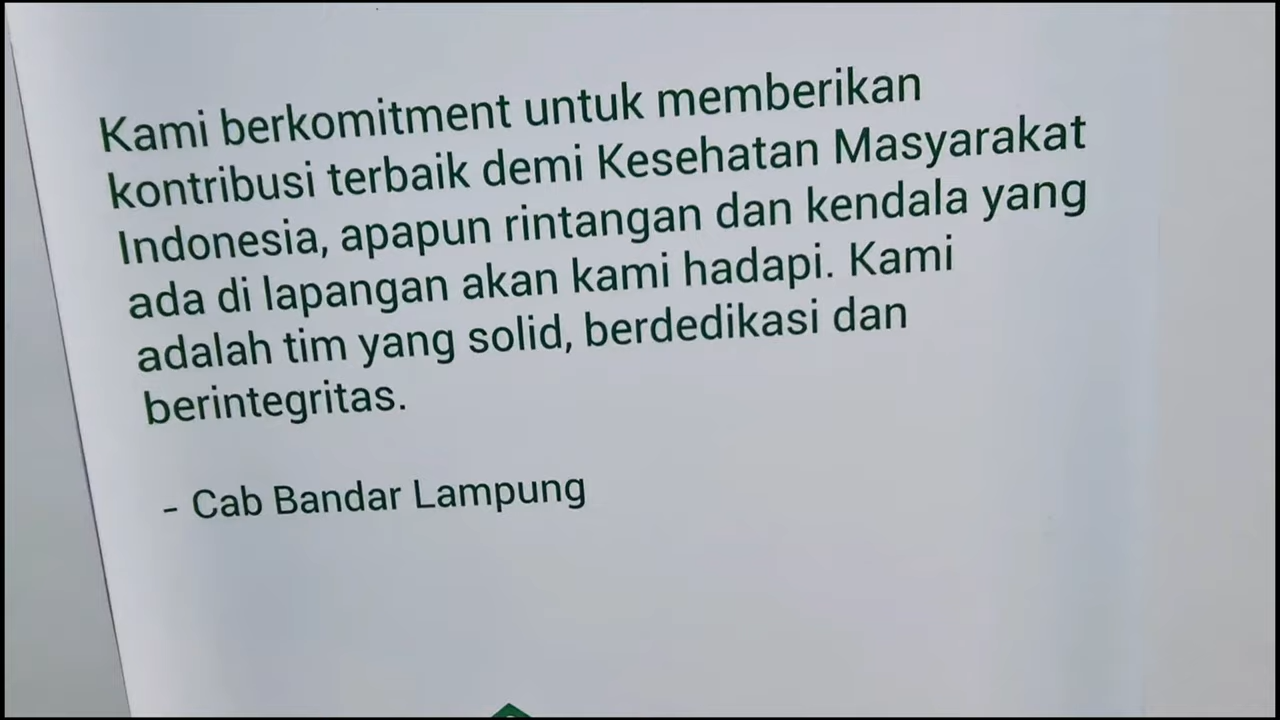 Kami berkomitment untuk memberikan
kontribusi terbaik demi Kesehatan Masyarakat
Indonesia, apapun rintangan dan kendala yang
ada di lapangan akan kami hadapi. Kami
adalah tim yang solid, berdedikasi dan
berintegritas.
- Cab Bandar Lampung